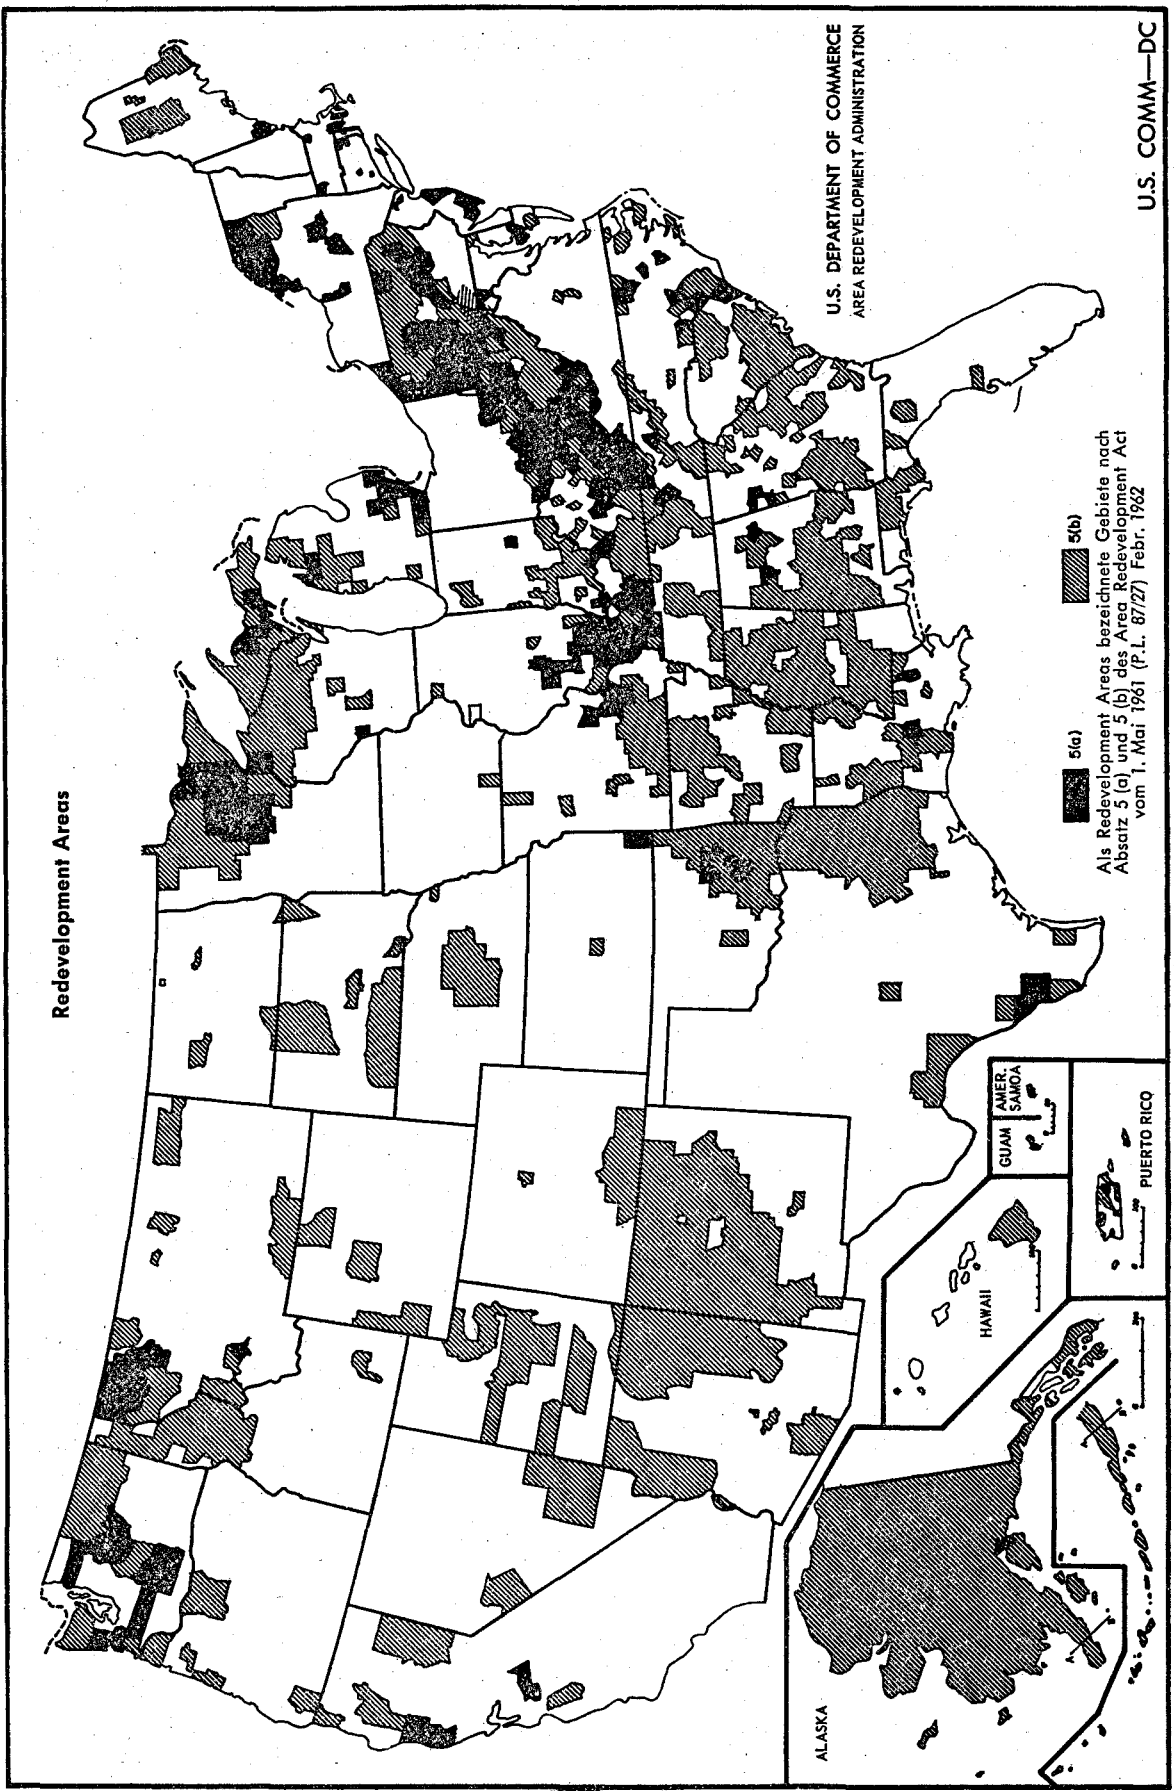 Redevelopment Areas
U.S. DEPARTMENT OF COMMERCE
AREA REDEVELOPMENT ADMINISTRATION
ALASKA
HAWAII
GUAM
AMER.
SAMOA
PUERTO RICO
5(a)
5(b)
Als Redevelopment Areas bezeichnete Gebiete nach
Absatz 5 (a) und 5 (b) des Area Redevelopment Act
vom 1. Mai 1961 (P.L. 87/27) Febr. 1962
U.S. COMM—DC